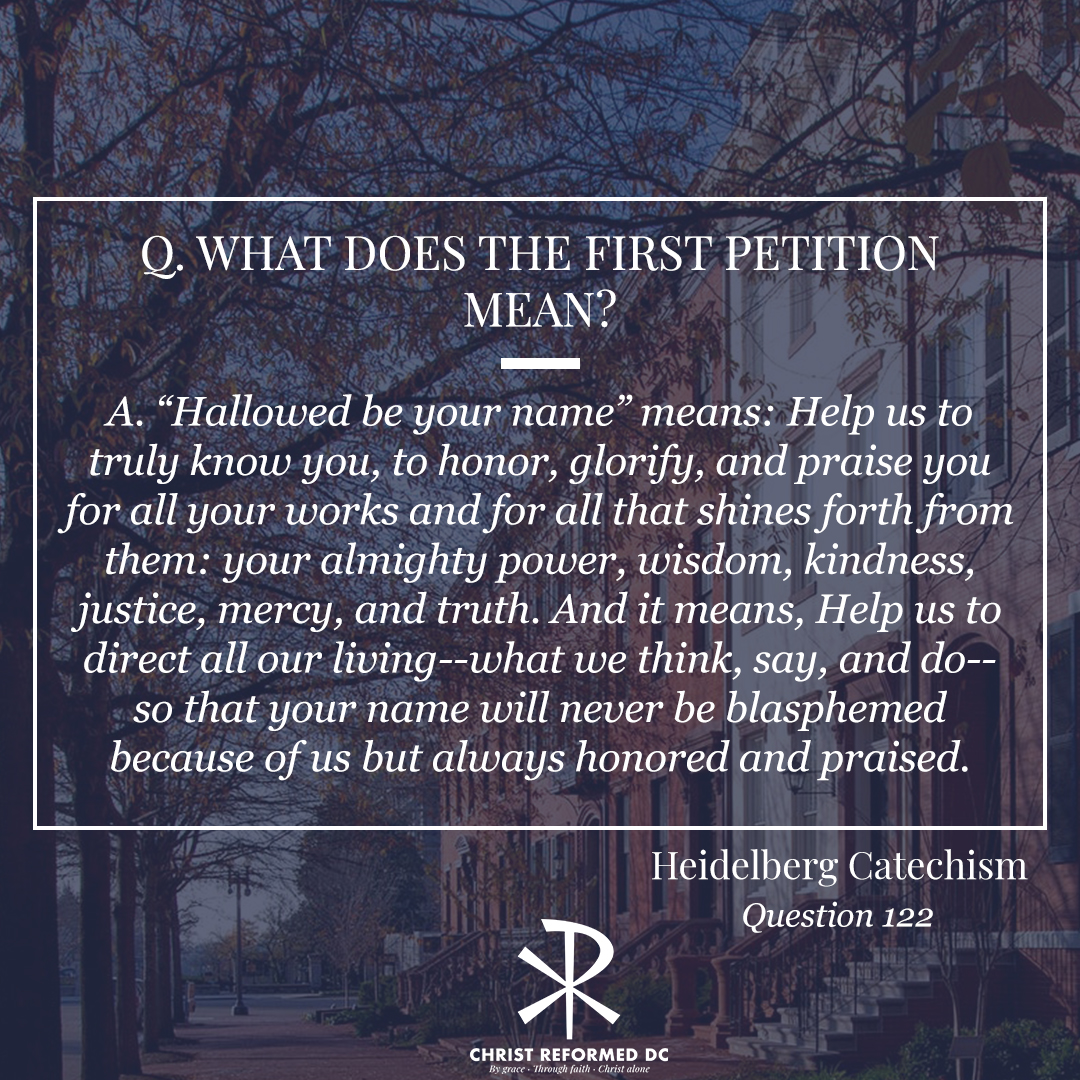 Q. WHAT DOES THE FIRST PETITION
MEAN?
A. “Hallowed be your name” means: Help us to
truly know you, to honor, glorify, and praise you
for all your works and for all that shines forth from
them: your almighty power, wisdom, kindness,
justice, mercy, and truth. And it means, Help us to
direct all our living--what we think, say, and do--
so that your name will never be blasphemed
because of us but always honored and praised.
Heidelberg Catechism
Question 122
CHRIST REFORMED DC
By grace · Through faith · Christ alone